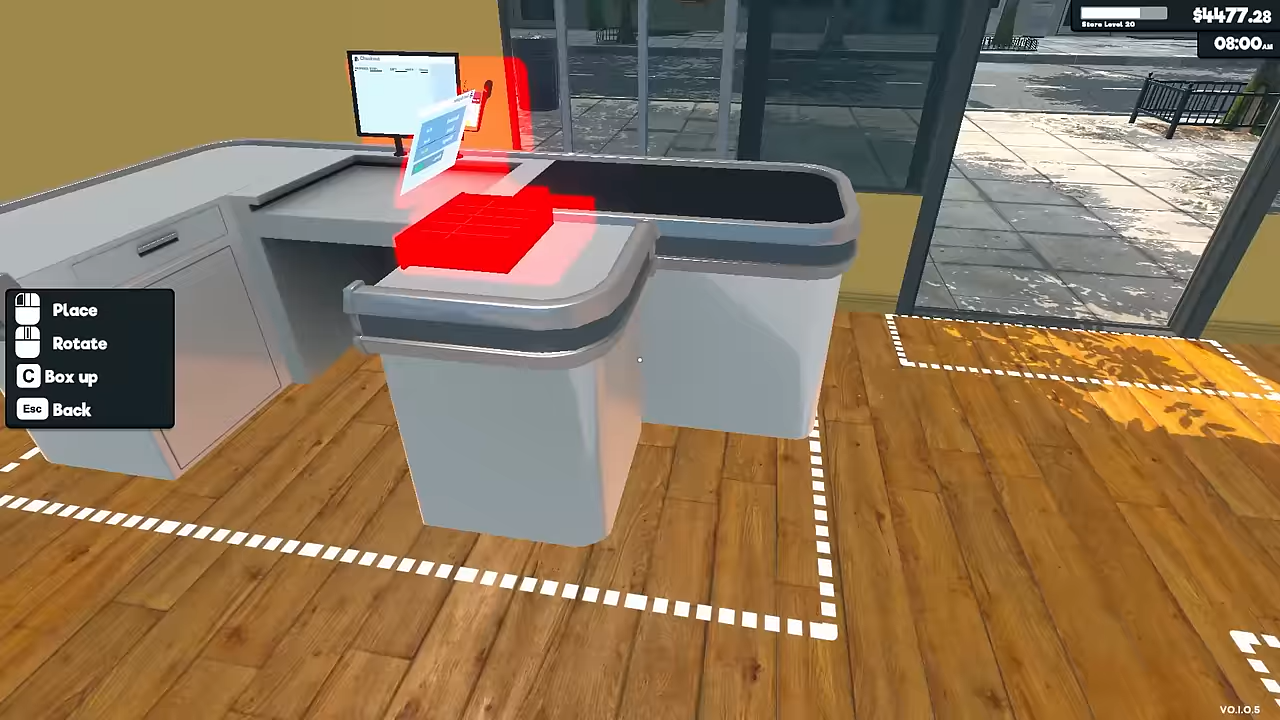 $4477.28
Store Level 20
08:00AM
Checkout
Place
Rotate
C Box up
Esc Back
V0.1.0.5